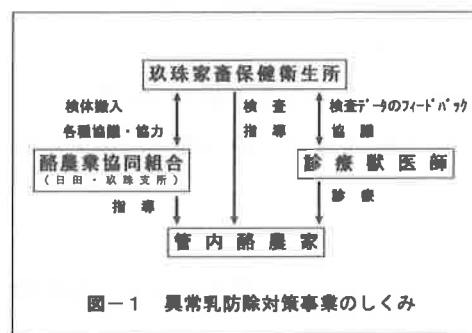 玖珠家畜保健衛生所
検体搬入
検査
検査データのフィードバック
各種協議・協力
指導
協議
酪農業協同組合
(日田・玖珠支所)
診療獣医師
指導
診療
管内酪農家
図－1 異常乳防除対策事業のしくみ